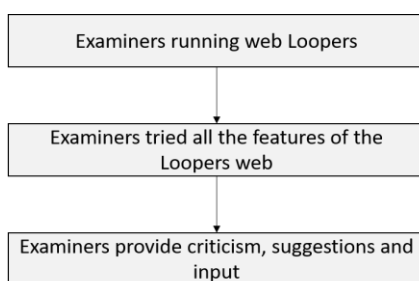 Examiners running web Loopers
Examiners tried all the features of the
Loopers web
Examiners provide criticism, suggestions and
input